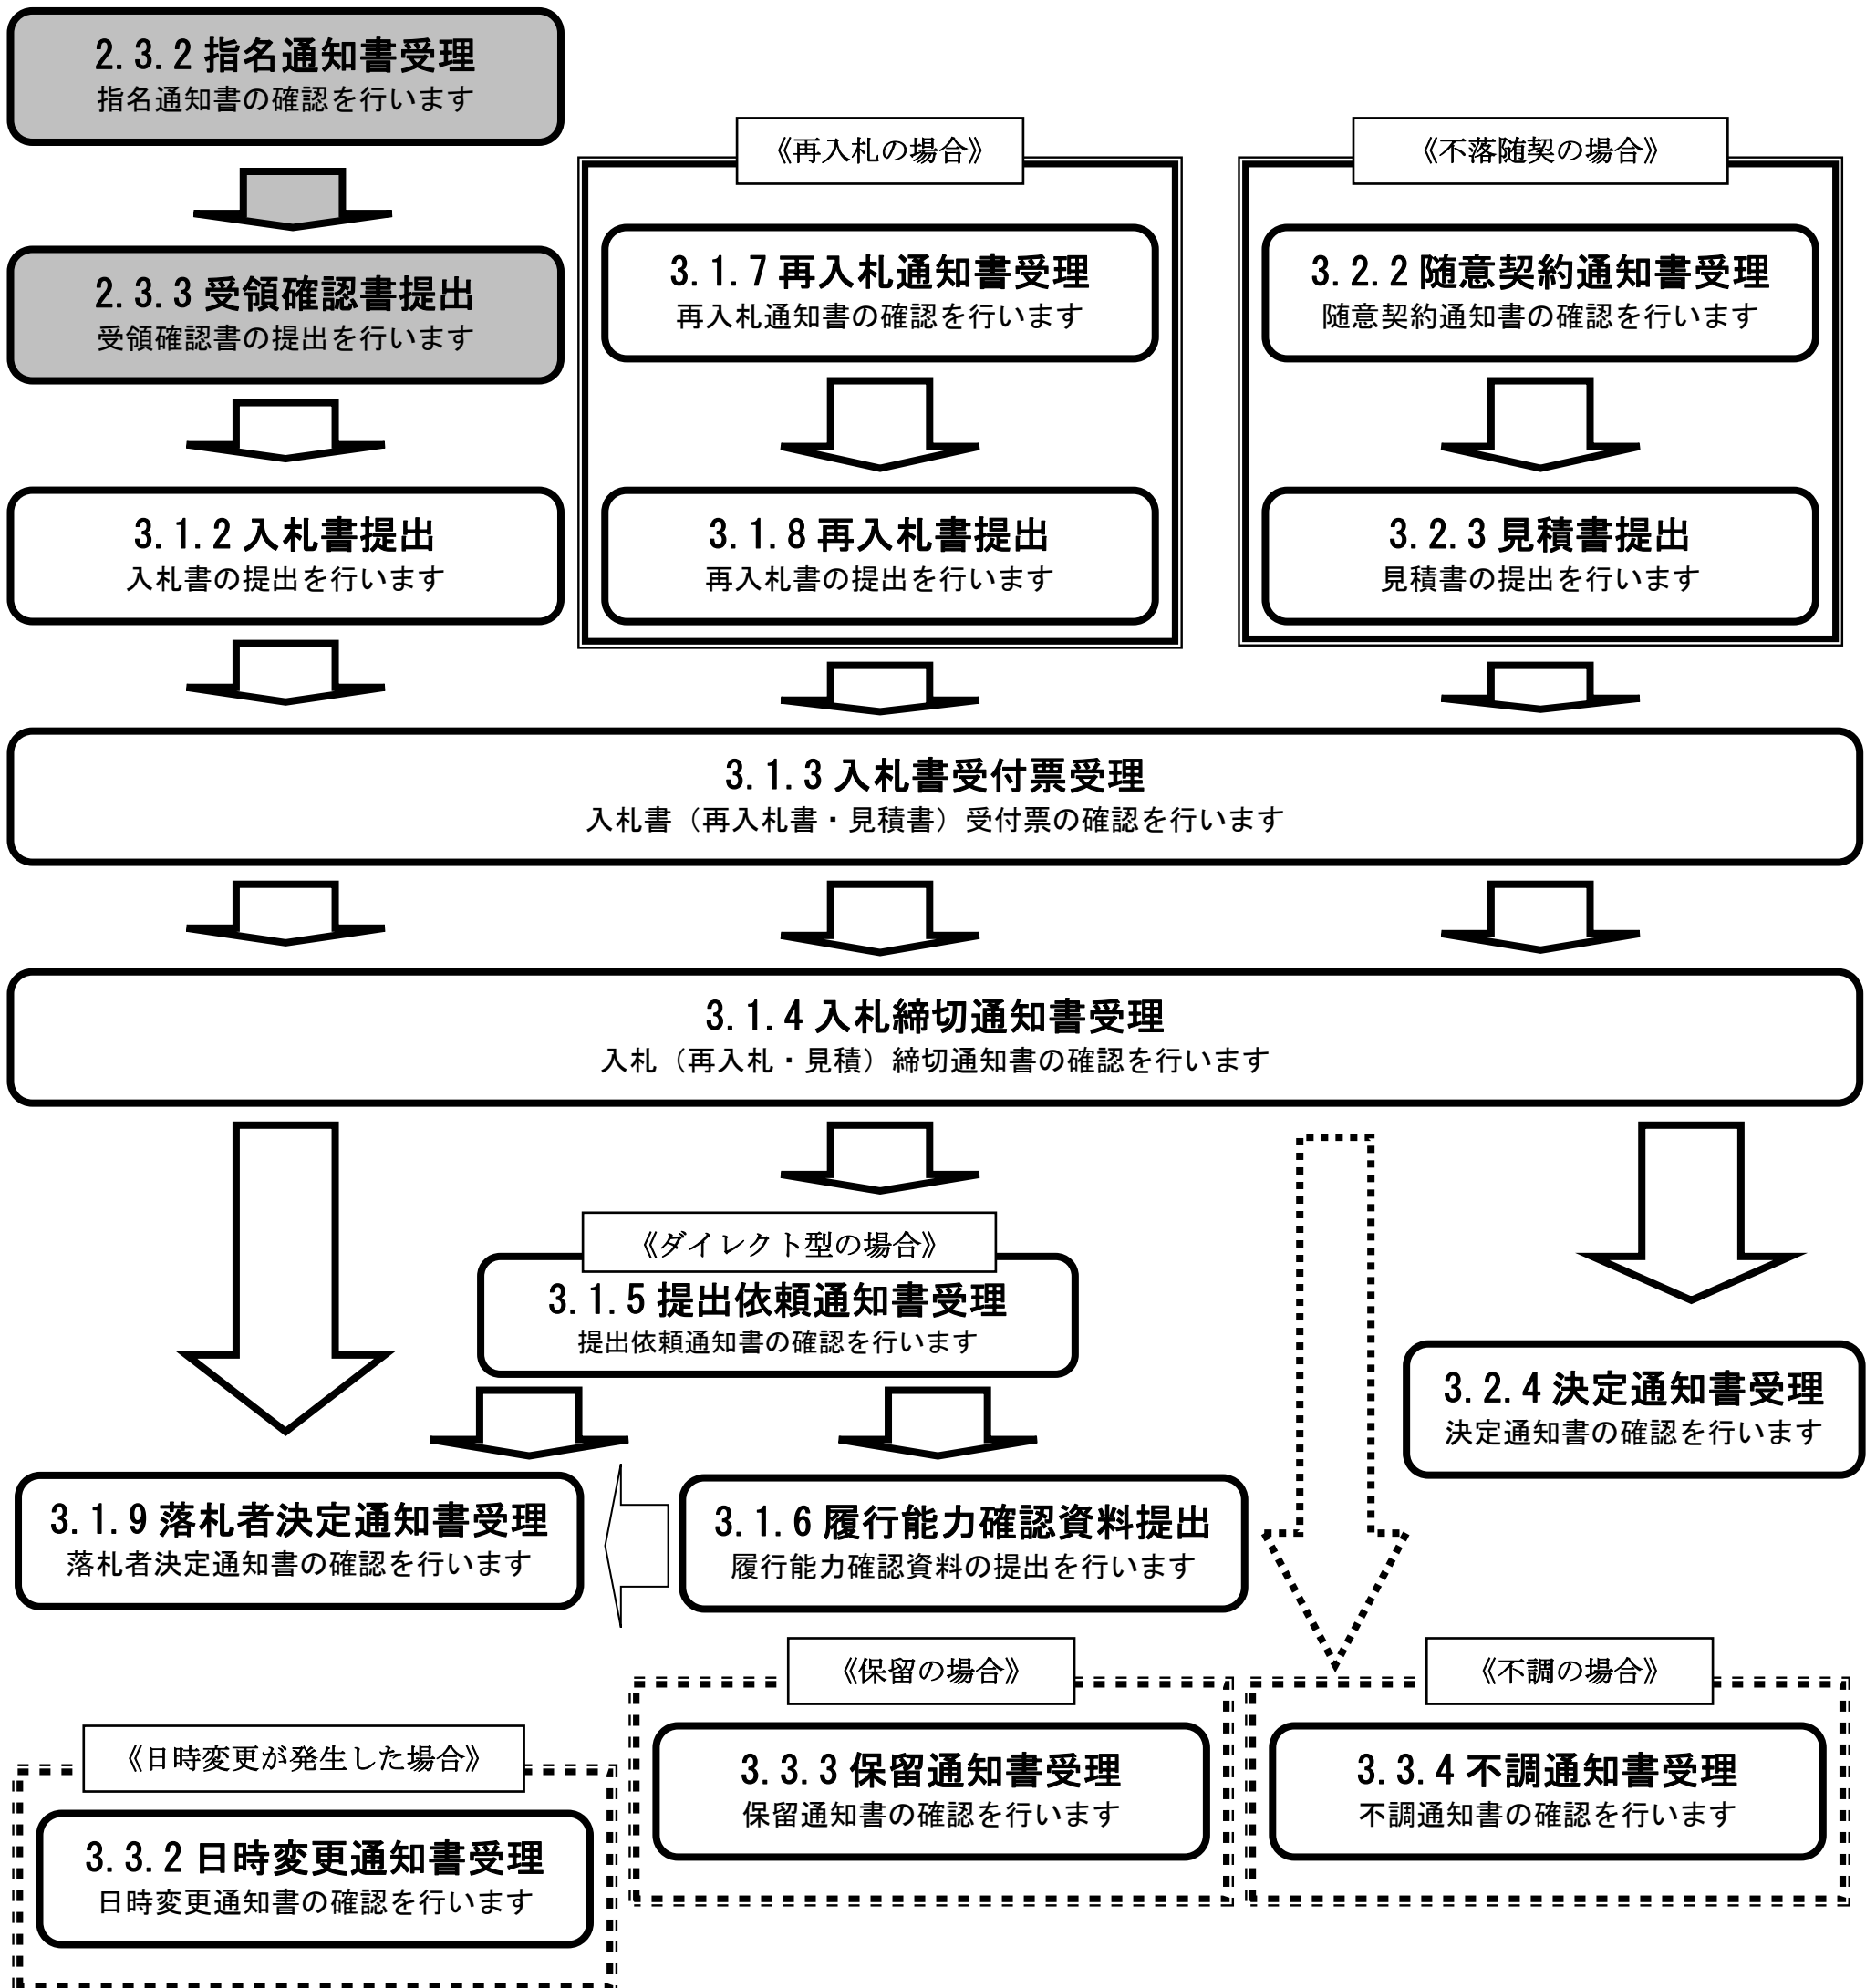 2.3.2指名通知書受理
指名通知書の確認を行います
2.3.3受領確認書提出
受領確認書の提出を行います
3.1.2入札書提出
入札書の提出を行います
《再入札の場合》
3.1.7再入札通知書受理
再入札通知書の確認を行います
3.1.8再入札書提出
再入札書の提出を行います
《不落随契の場合》
3.2.2随意契約通知書受理
随意契約通知書の確認を行います
3.2.3見積書提出
見積書の提出を行います
3.1.3入札書受付票受理
入札書（再入札書・見積書）受付票の確認を行います
3.1.4入札締切通知書受理
入札（再入札・見積）締切通知書の確認を行います
《ダイレクト型の場合》
3.1.5提出依頼通知書受理
提出依頼通知書の確認を行います
3.2.4決定通知書受理
決定通知書の確認を行います
3.1.9落札者決定通知書受理
落札者決定通知書の確認を行います
3.1.6履行能力確認資料提出
履行能力確認資料の提出を行います
《日時変更が発生した場合》
3.3.2日時変更通知書受理
日時変更通知書の確認を行います
《保留の場合》
3.3.3保留通知書受理
保留通知書の確認を行います
《不調の場合》
3.3.4不調通知書受理
不調通知書の確認を行います